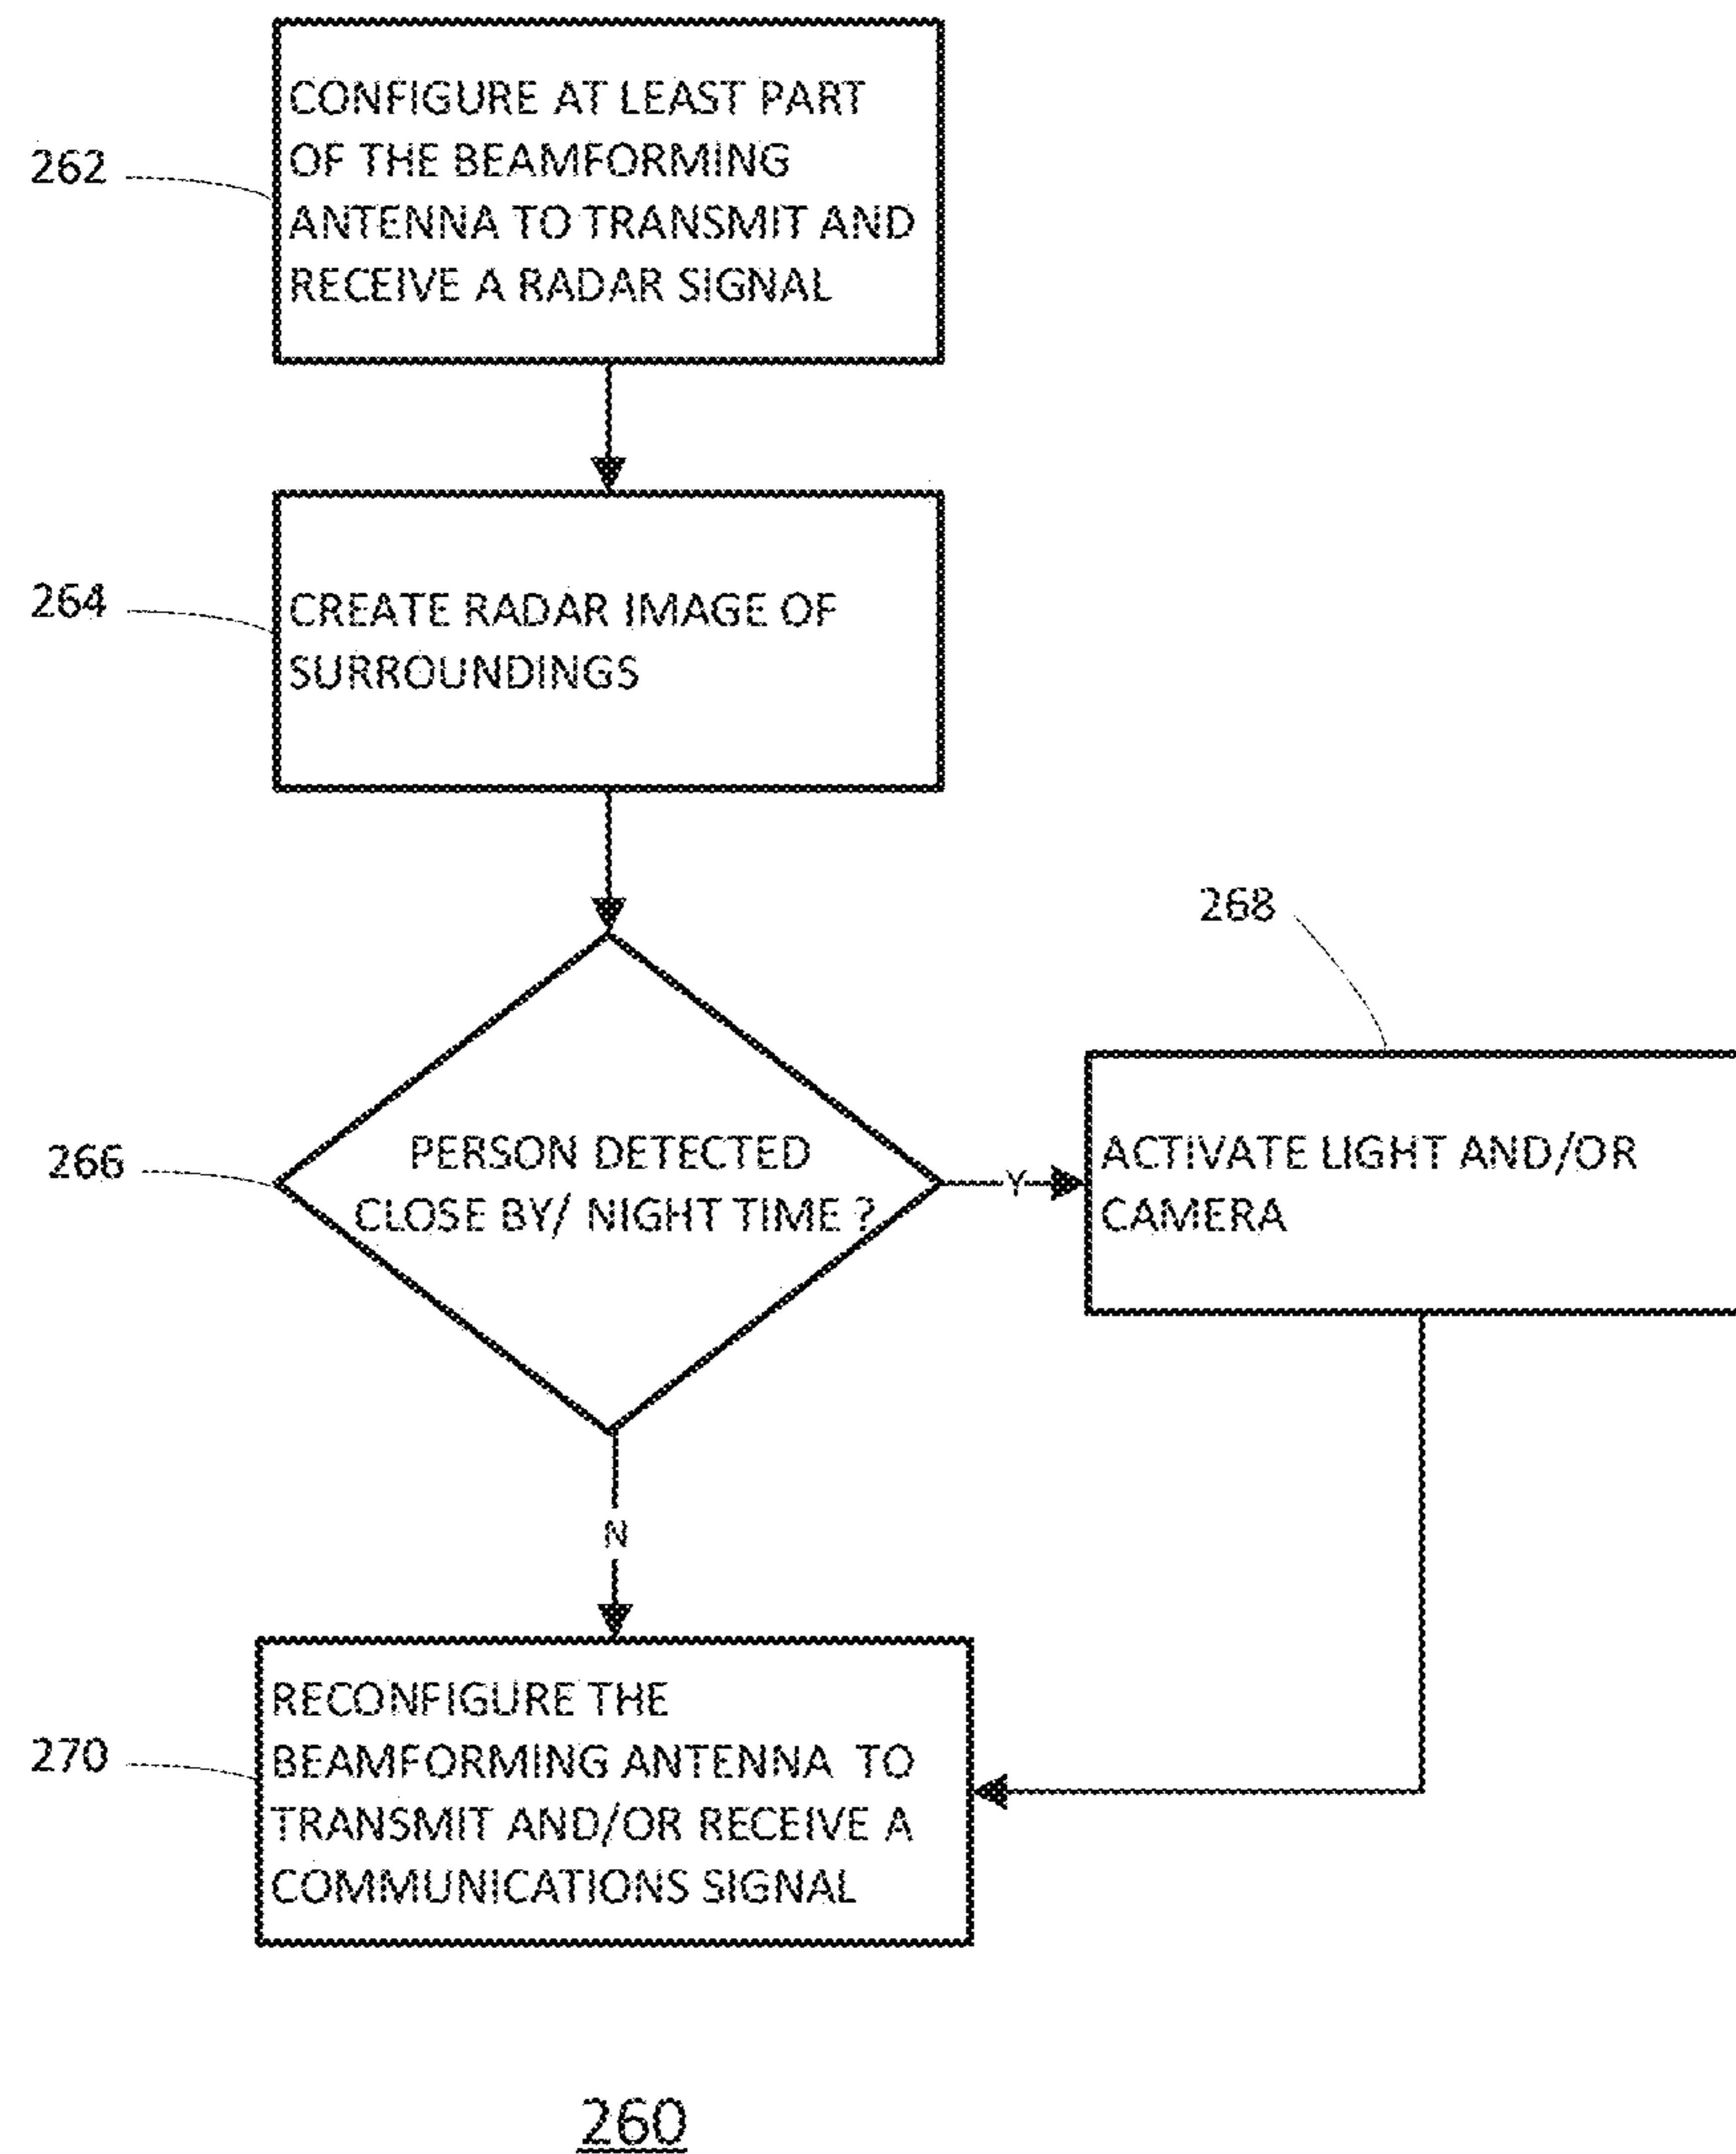 262
CONFIGURE AT LEAST PART
OF THE BEAMFORMING
ANTENNA TO TRANSMIT AND
RECEIVE A RADAR SIGNAL
264
CREATE RADAR IMAGE OF
SURROUNDINGS
266
PERSON DETECTED
CLOSE BY/ NIGHT TIME ?
Y
268
ACTIVATE LIGHT AND/OR
CAMERA
N
270
RECONFIGURE THE
BEAMFORMING ANTENNA TO
TRANSMIT AND/OR RECEIVE A
COMMUNICATIONS SIGNAL
260